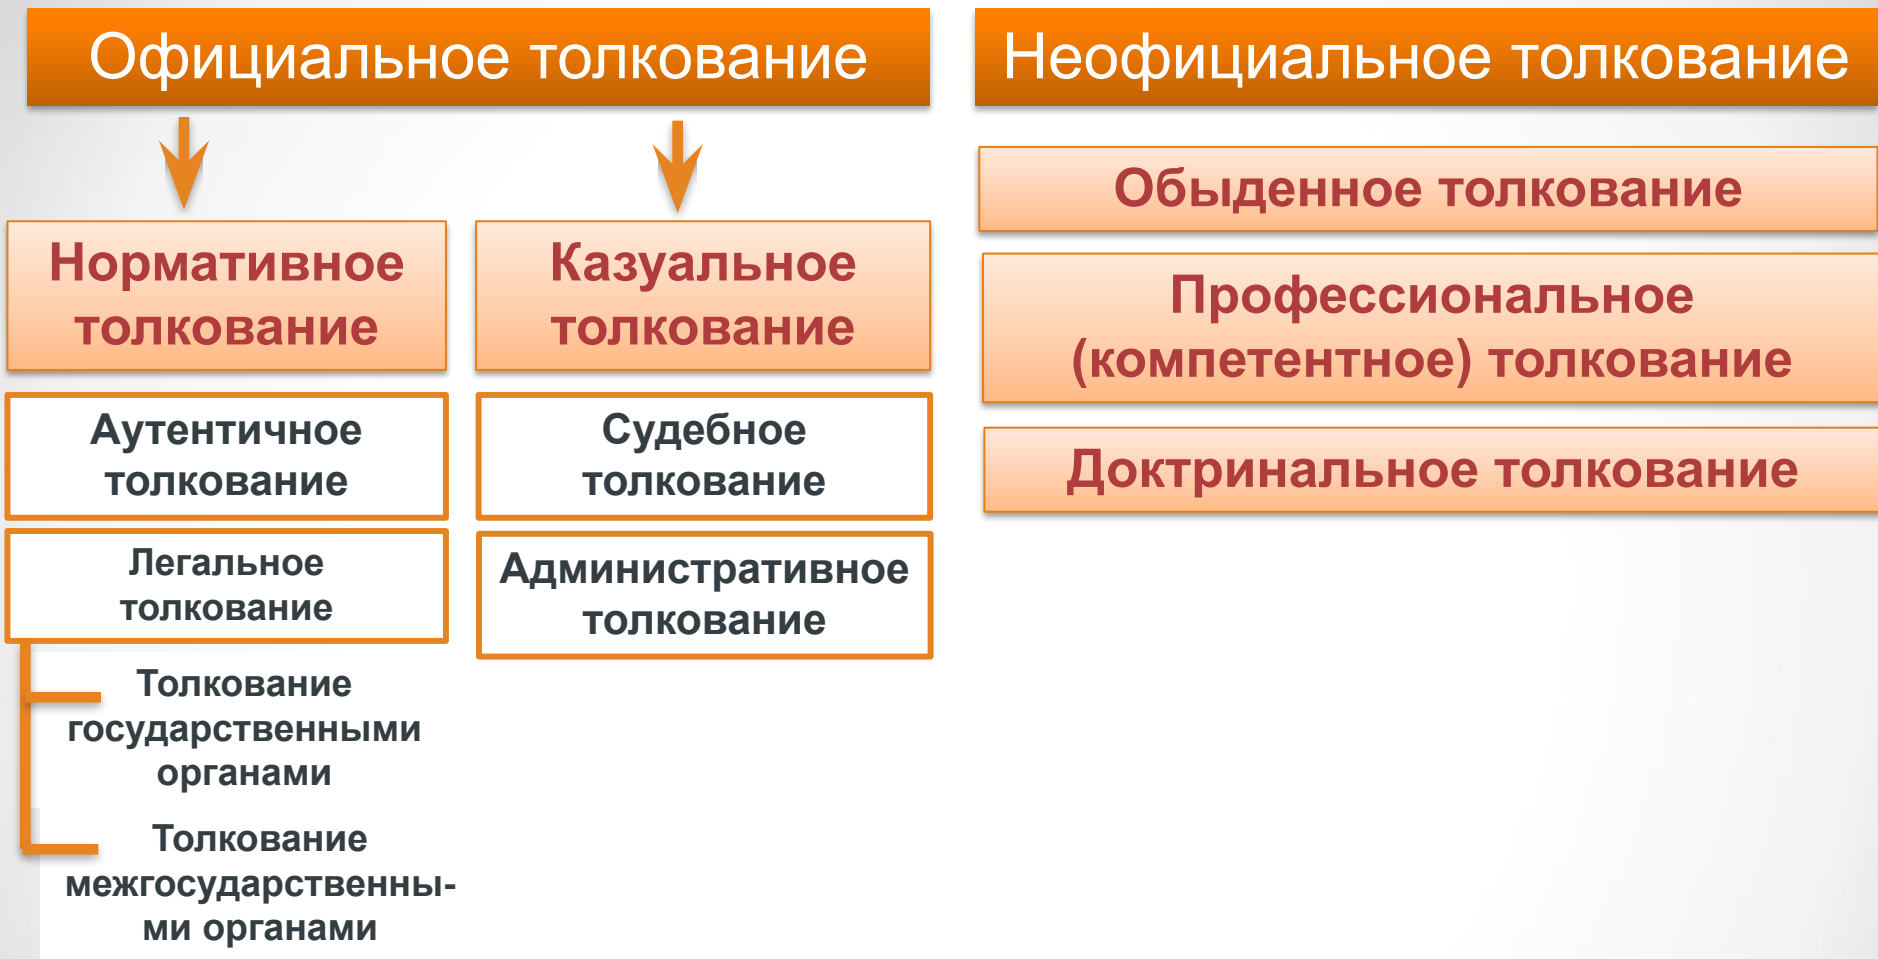 Официальное толкование
Нормативное
толкование
Аутентичное
толкование
Легальное
толкование
Толкование
государственными
органами
Толкование
межгосударственны-
ми органами
Казуальное
толкование
Судебное
толкование
Административное
толкование
Неофициальное толкование
Обыденное толкование
Профессиональное
(компетентное) толкование
Доктринальное толкование